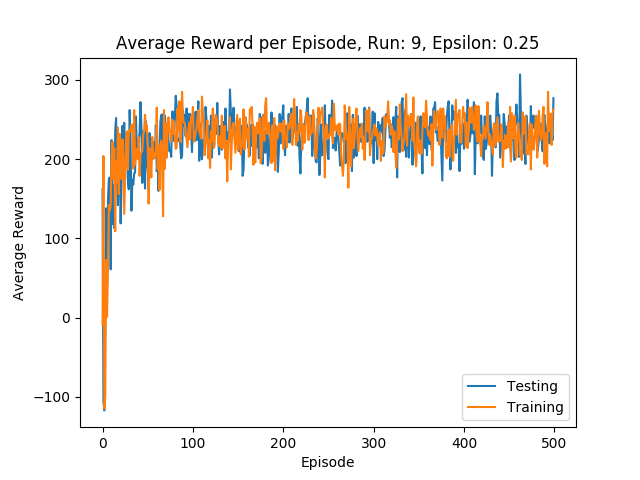 Average Reward per Episode, Run: 9, Epsilon: 0.25
300
200
100
0
−100
Average Reward
0 100 200 300 400 500
Episode
Testing
Training